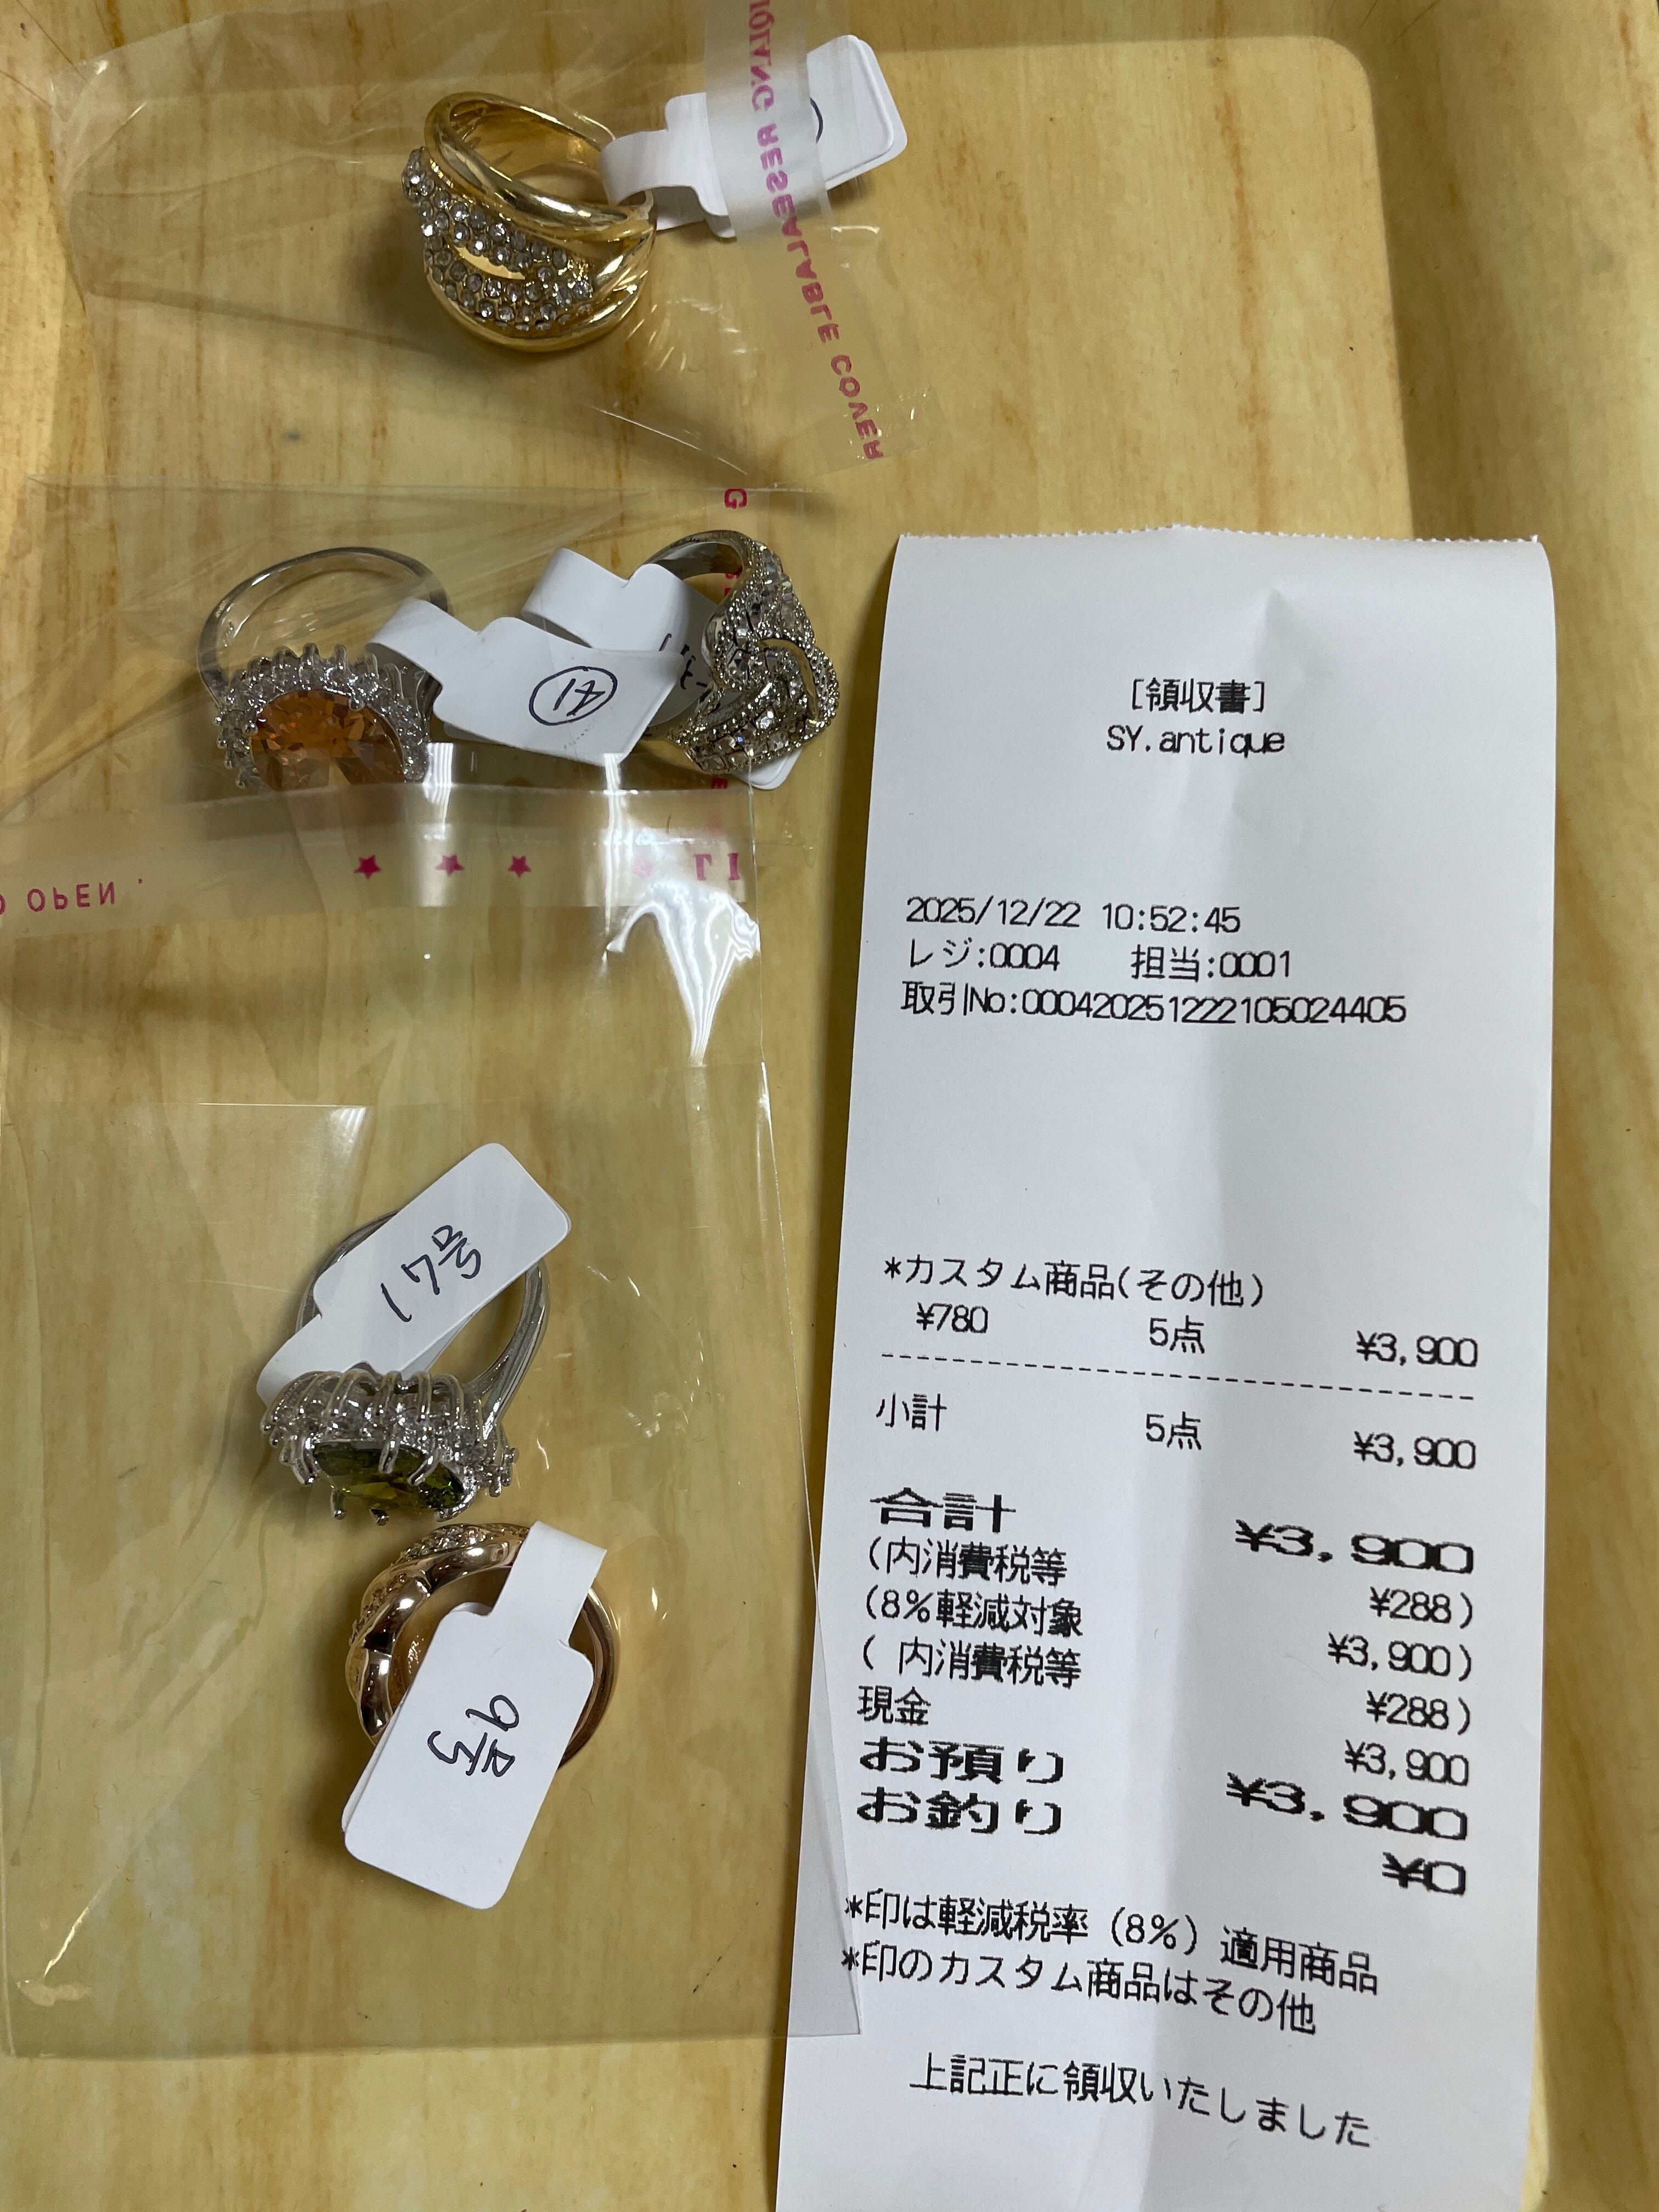 RESEALABLE COVER
41
O OPEN .
17号
9号
[領収書]
SY.antique
2025/12/22 10:52:45
レジ:0004 担当:0001
取引No:00042025122210502​4405
*カスタム商品(その他)
¥780 5点 ¥3,900
小計 5点 ¥3,900
合計 ¥3,900
(内消費税等 ¥288)
(8%軽減対象 ¥3,900)
( 内消費税等 ¥288)
現金 ¥3,900
お預り ¥3,900
お釣り ¥0
*印は軽減税率(8%)適用商品
*印のカスタム商品はその他
上記正に領収いたしました